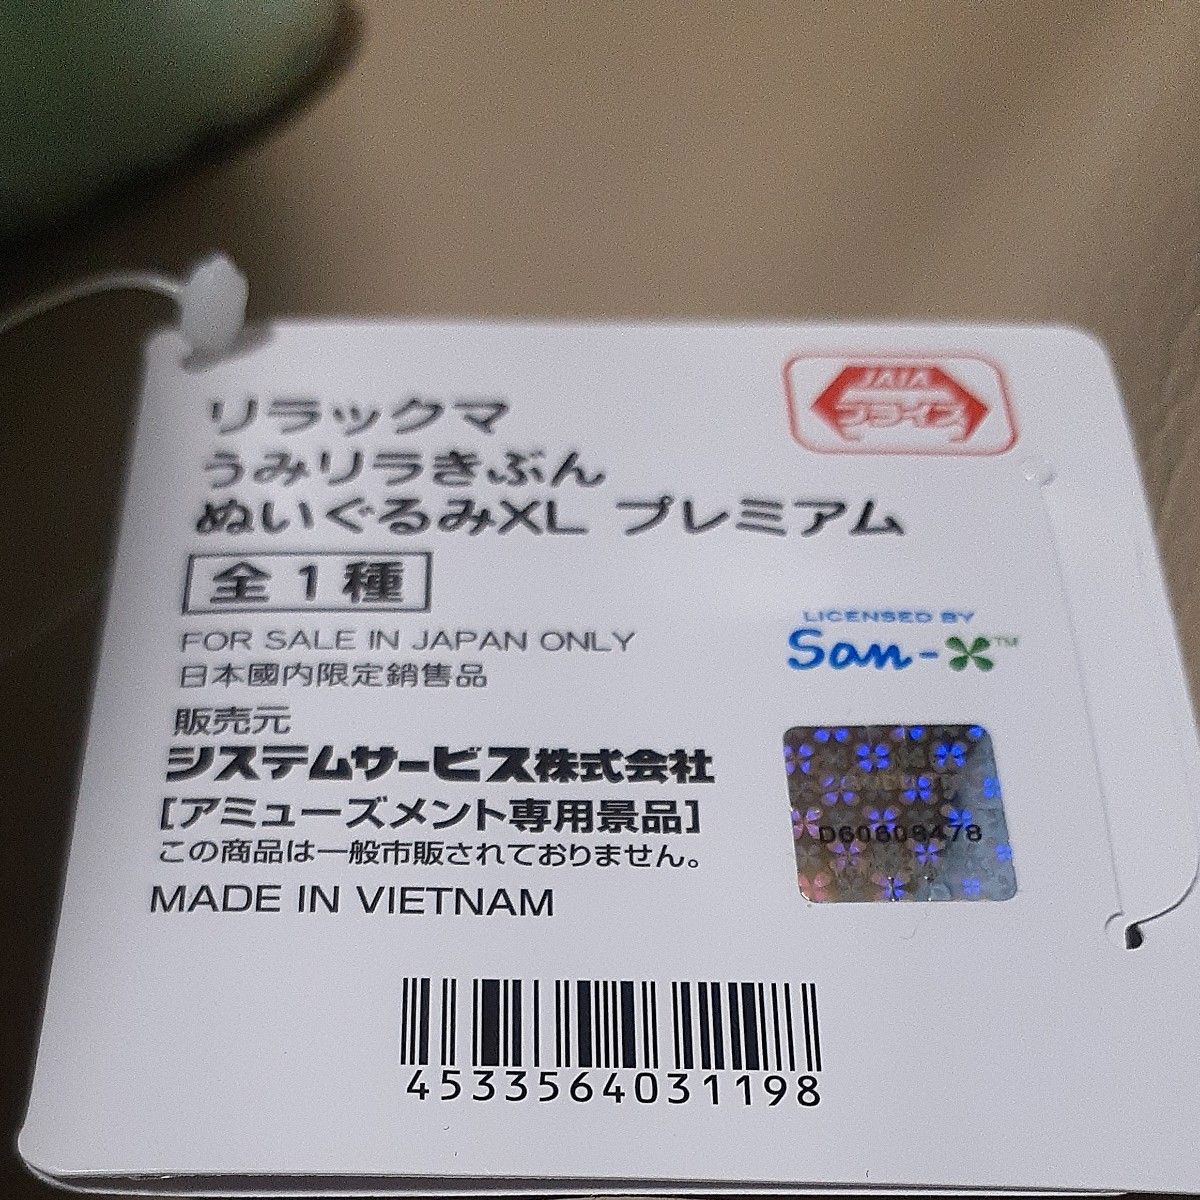 JAIA
プライズ
リラックマ
うみリラきぶん
ぬいぐるみXL プレミアム
全1種
FOR SALE IN JAPAN ONLY
日本國内限定銷售品
LICENSED BY
San-X™
販売元
システムサービス株式会社
[アミューズメント専用景品]
この商品は一般市販されておりません。
MADE IN VIETNAM
D60608478
4533564031198